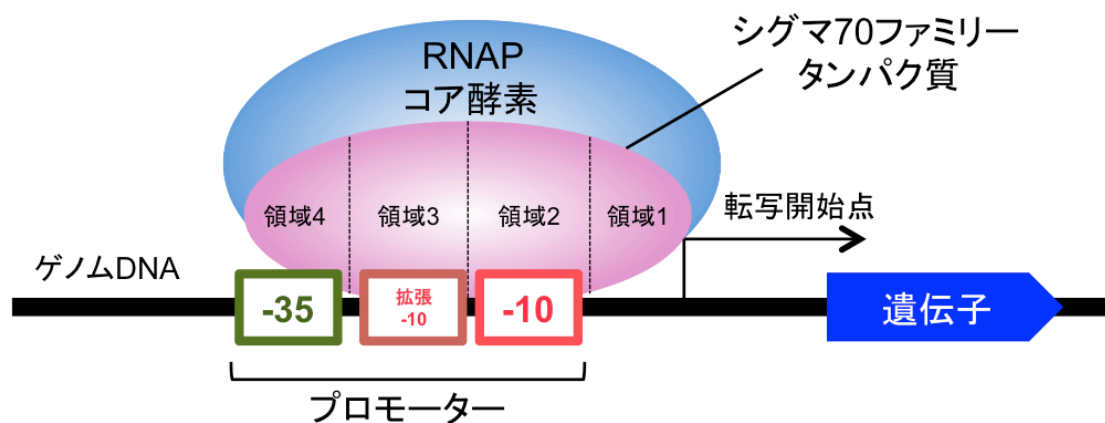 シグマ70ファミリー
タンパク質
RNAP
コア酵素
領域4
領域3
領域2
領域1
転写開始点
ゲノムDNA
-35
拡張
-10
-10
遺伝子
プロモーター